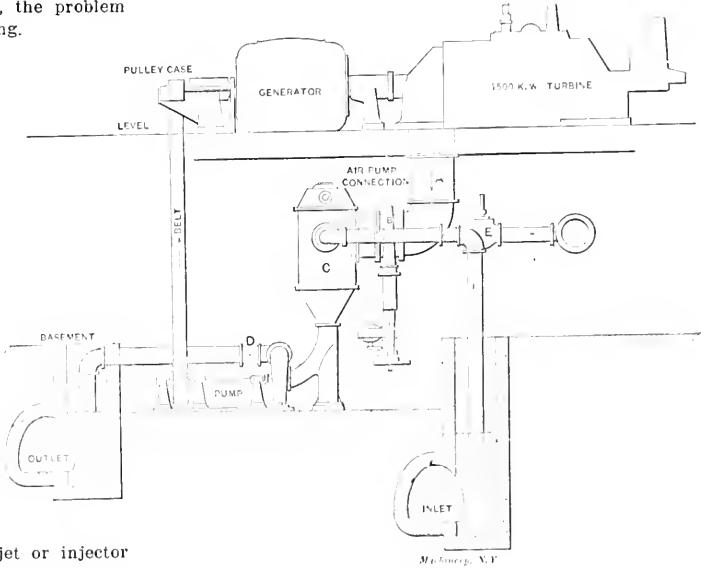 , the problem
ng.
PULLEY CASE
GENERATOR
1500 K.W. TURBINE
LEVEL
AIR PUMP
CONNECTION
BELT
B
E
C
BASEMENT
D
PUMP
OUTLET
INLET
jet or injector
Machinery, N.Y